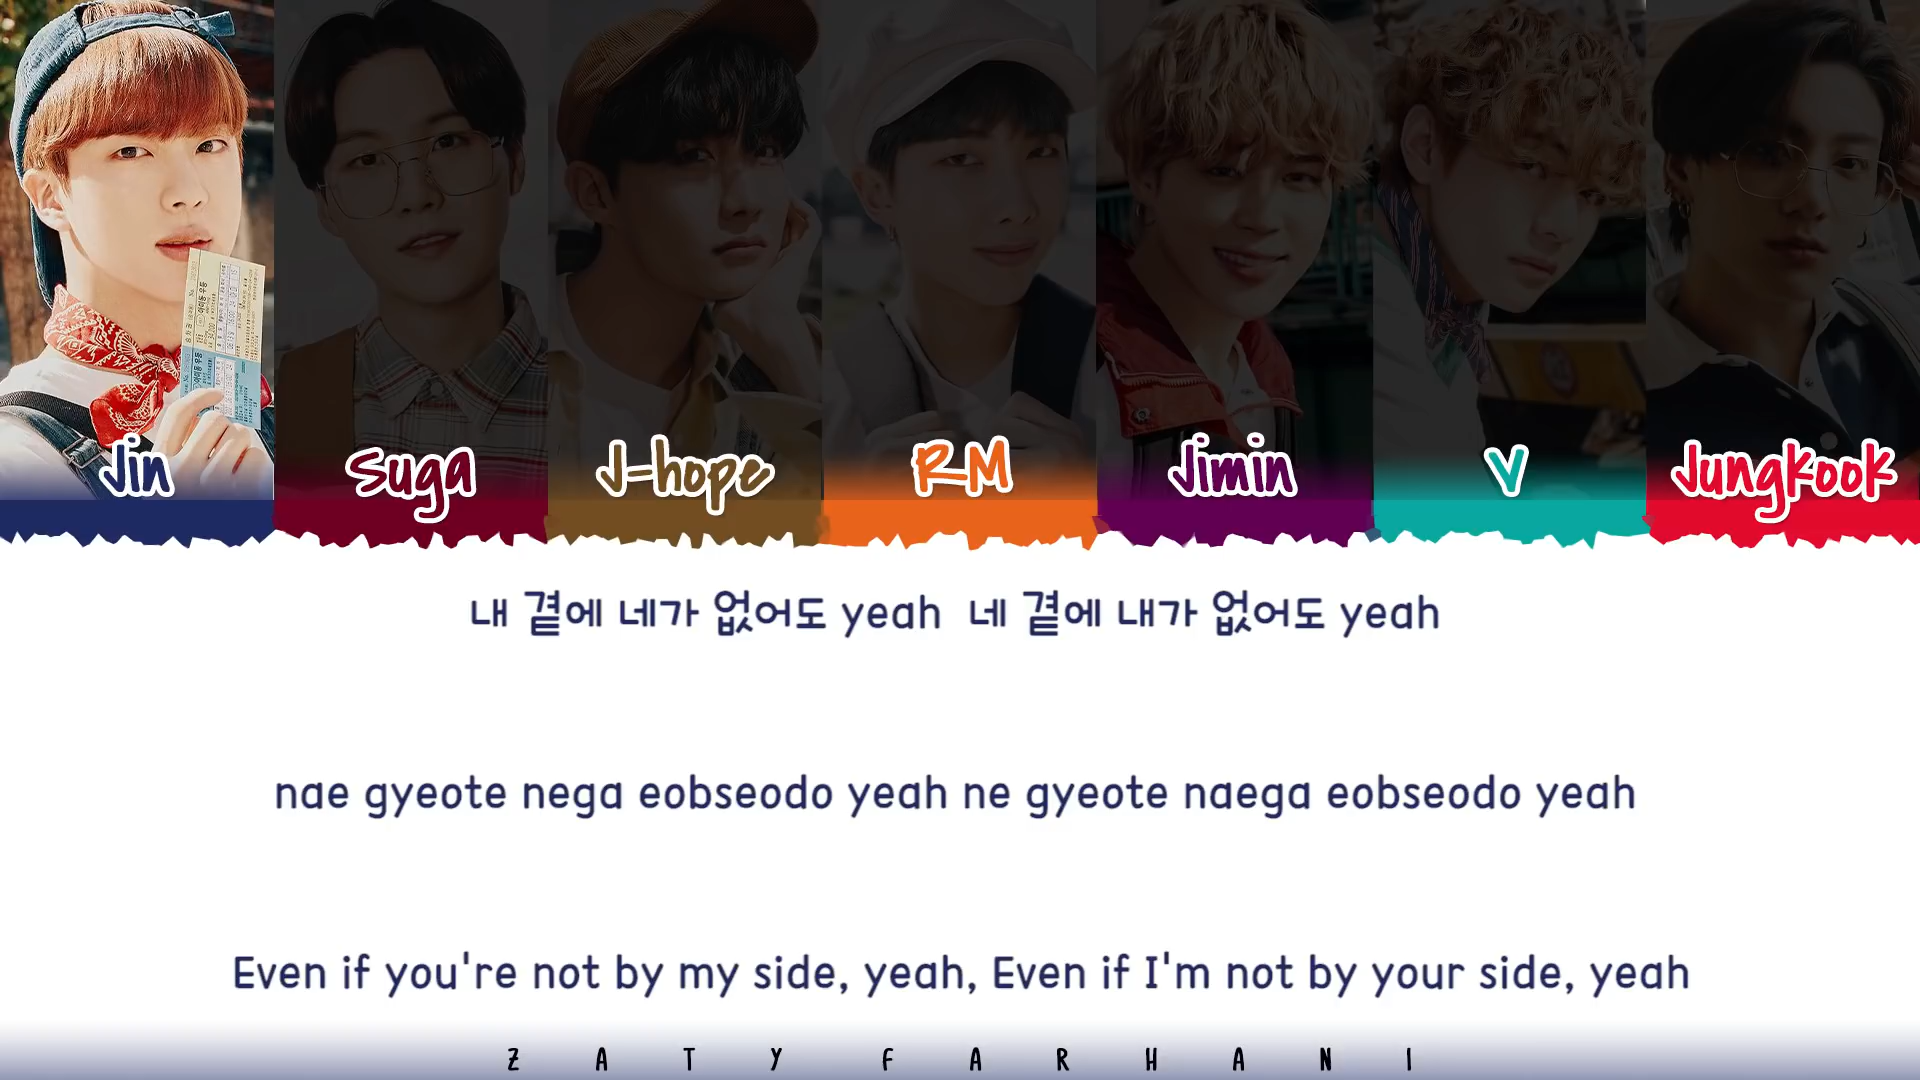 Jin Suga J-hope RM Jimin V Jungkook
내 곁에 네가 없어도 yeah 네 곁에 내가 없어도 yeah
nae gyeote nega eobseodo yeah ne gyeote naega eobseodo yeah
Even if you're not by my side, yeah, Even if I'm not by your side, yeah
ZATY FARHANI